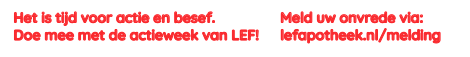 Het is tijd voor actie en besef.
Doe mee met de actieweek van LEF!
Meld uw onvrede via:
lefapotheek.nl/melding